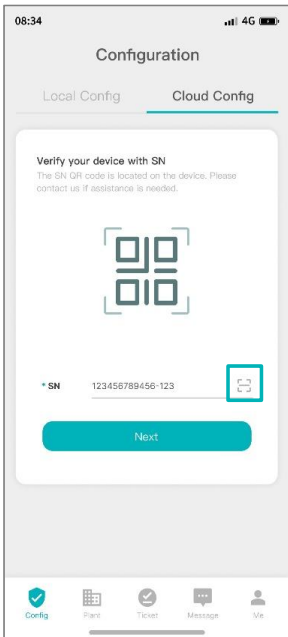 08:34
4G
Configuration
Local Config
Cloud Config
Verify your device with SN
The SN QR code is located on the device. Please
contact us if assistance is needed.
* SN 123456789456-123
Next
Config Plant Ticket Message Me